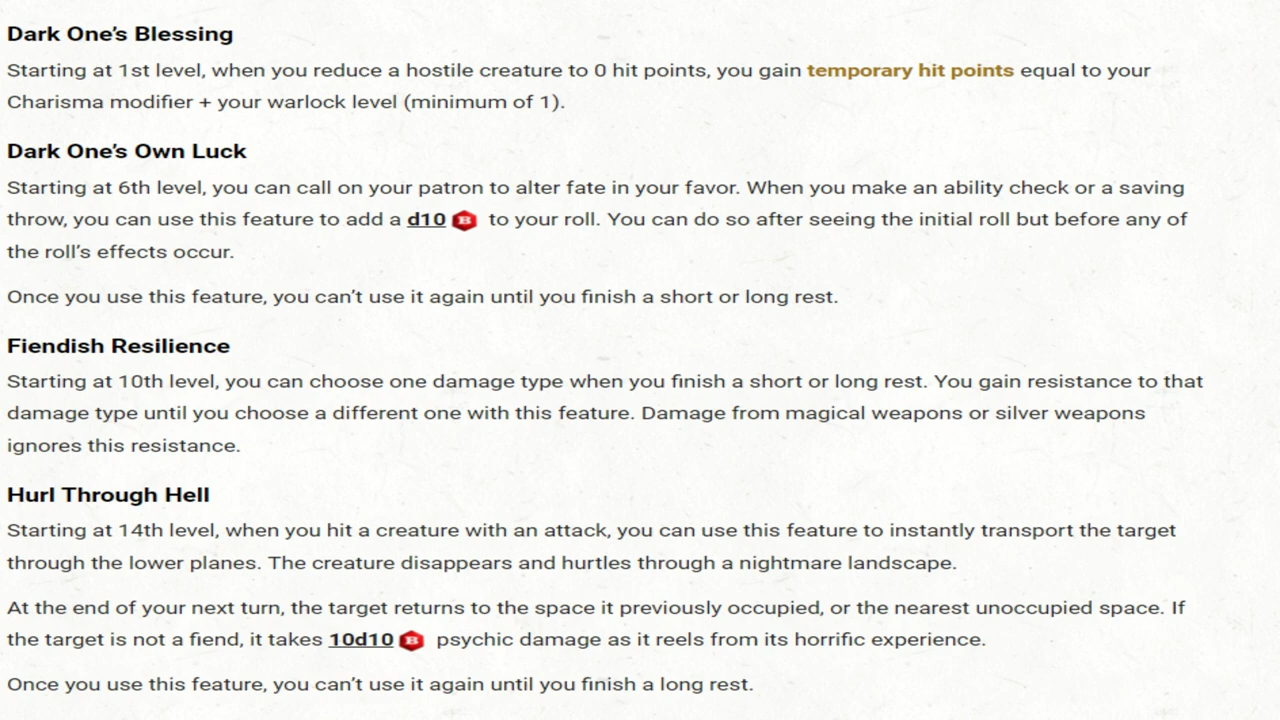 Dark One’s Blessing
Starting at 1st level, when you reduce a hostile creature to 0 hit points, you gain temporary hit points equal to your
Charisma modifier + your warlock level (minimum of 1).
Dark One’s Own Luck
Starting at 6th level, you can call on your patron to alter fate in your favor. When you make an ability check or a saving
throw, you can use this feature to add a d10 B to your roll. You can do so after seeing the initial roll but before any of
the roll’s effects occur.
Once you use this feature, you can’t use it again until you finish a short or long rest.
Fiendish Resilience
Starting at 10th level, you can choose one damage type when you finish a short or long rest. You gain resistance to that
damage type until you choose a different one with this feature. Damage from magical weapons or silver weapons
ignores this resistance.
Hurl Through Hell
Starting at 14th level, when you hit a creature with an attack, you can use this feature to instantly transport the target
through the lower planes. The creature disappears and hurtles through a nightmare landscape.
At the end of your next turn, the target returns to the space it previously occupied, or the nearest unoccupied space. If
the target is not a fiend, it takes 10d10 B psychic damage as it reels from its horrific experience.
Once you use this feature, you can’t use it again until you finish a long rest.